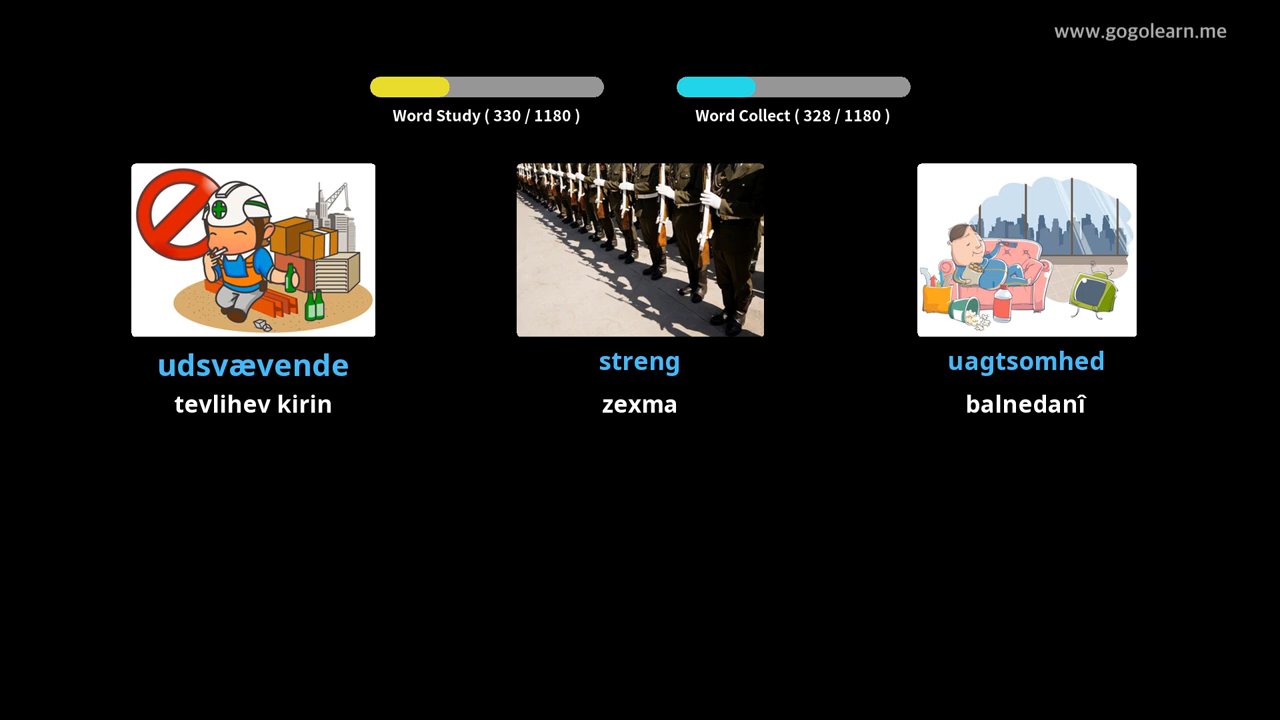 www.gogolearn.me
Word Study ( 330 / 1180 )
Word Collect ( 328 / 1180 )
udsvævende
streng
uagtsomhed
tevlihev kirin
zexma
balnedanî